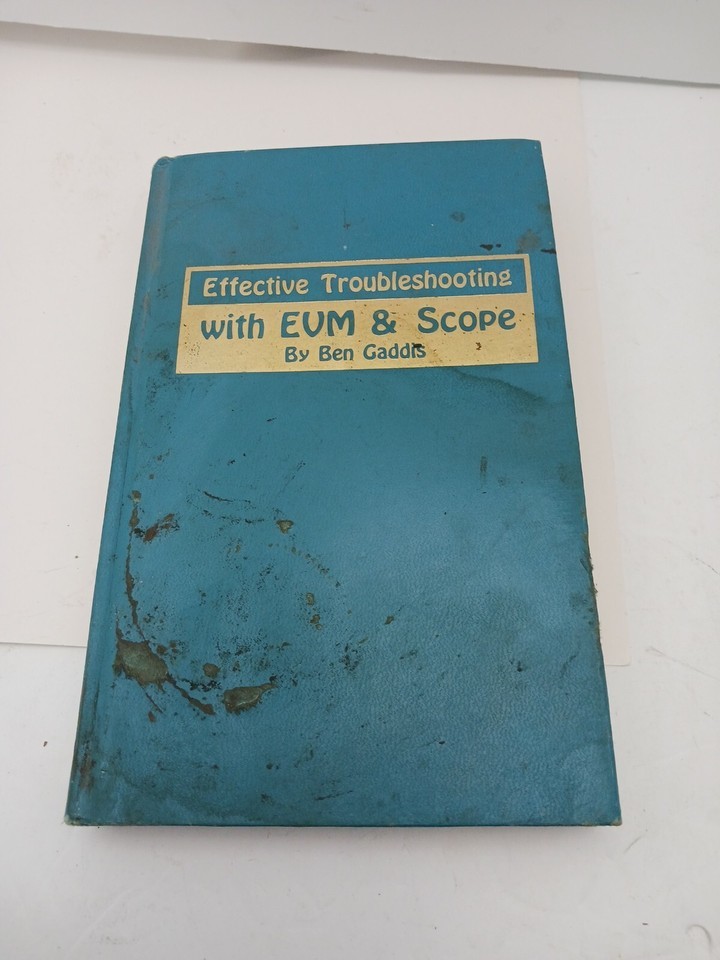 Effective Troubleshooting
with EVM & Scope
By Ben Gaddis